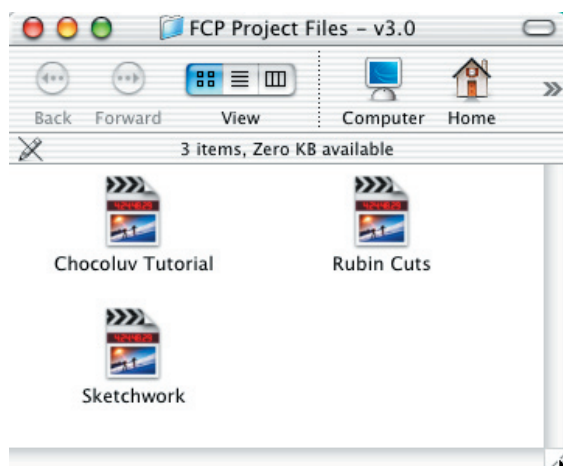 FCP Project Files – v3.0
Back Forward View Computer Home
3 items, Zero KB available
Chocoluv Tutorial Rubin Cuts
Sketchwork